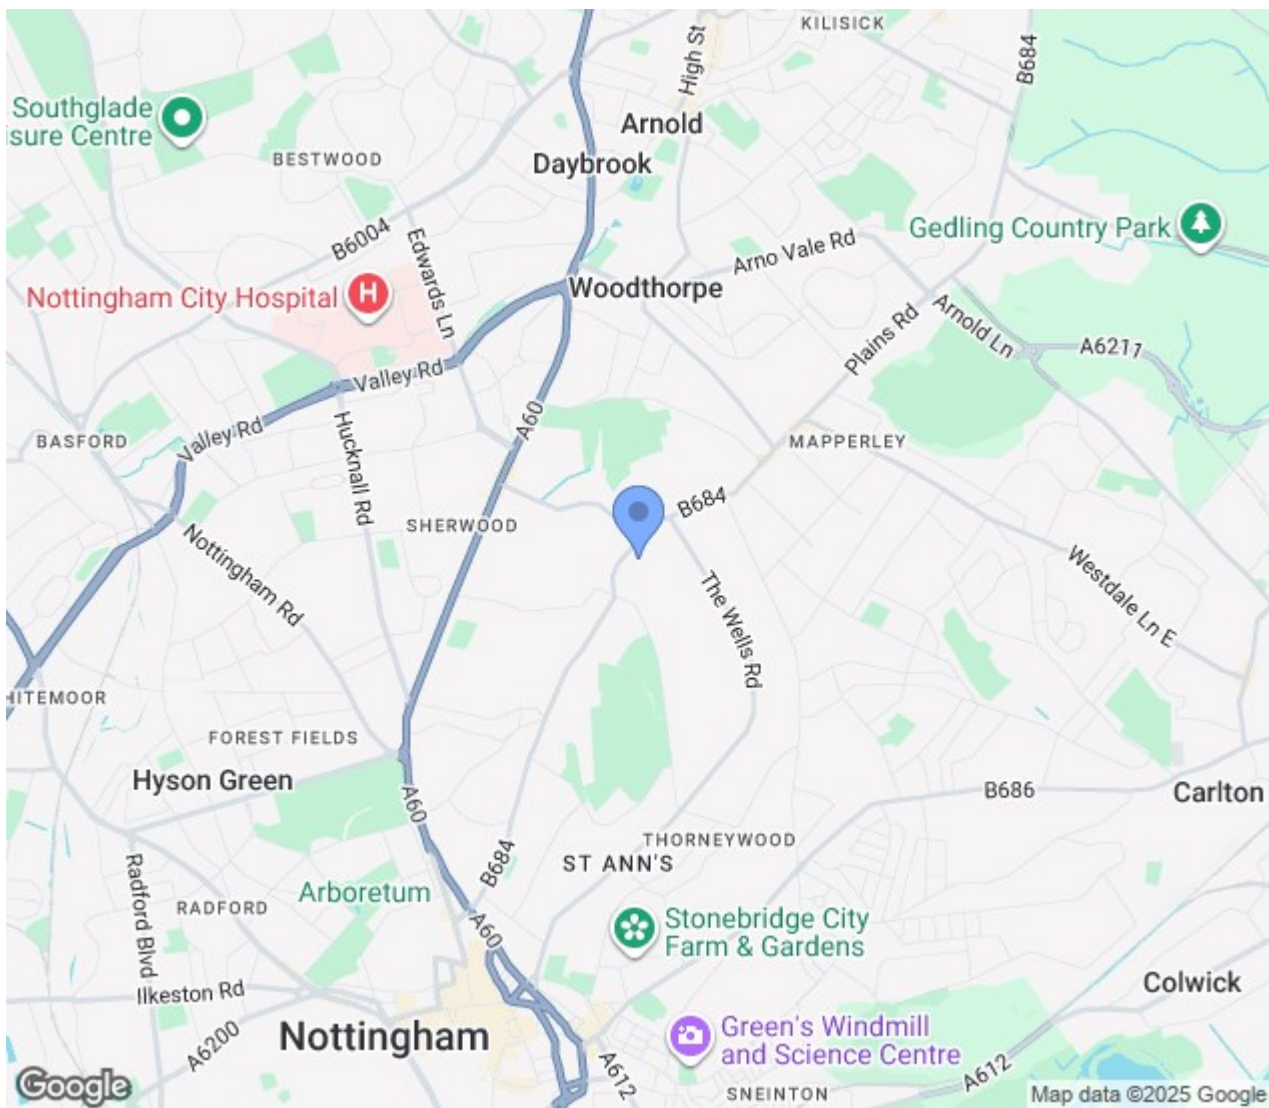 KILISICK
High St
B684
Southglade
isure Centre
Arnold
BESTWOOD
Daybrook
B6004
Edwards Ln
Gedling Country Park
Arno Vale Rd
Nottingham City Hospital
H
Woodthorpe
Plains Rd
Arnold Ln
A6211
Valley Rd
A60
Valley Rd
BASFORD
Hucknall Rd
MAPPERLEY
B684
SHERWOOD
Nottingham Rd
The Wells Rd
Westdale Ln E
HITEMOOR
FOREST FIELDS
Hyson Green
A60
B686
Carlton
THORNEYWOOD
B684
ST ANN'S
Radford Blvd
Arboretum
RADFORD
A60
Stonebridge City
Farm & Gardens
Colwick
Ilkeston Rd
A6200
Nottingham
Green's Windmill
and Science Centre
A612
A612
SNEINTON
Google
Map data ©2025 Google